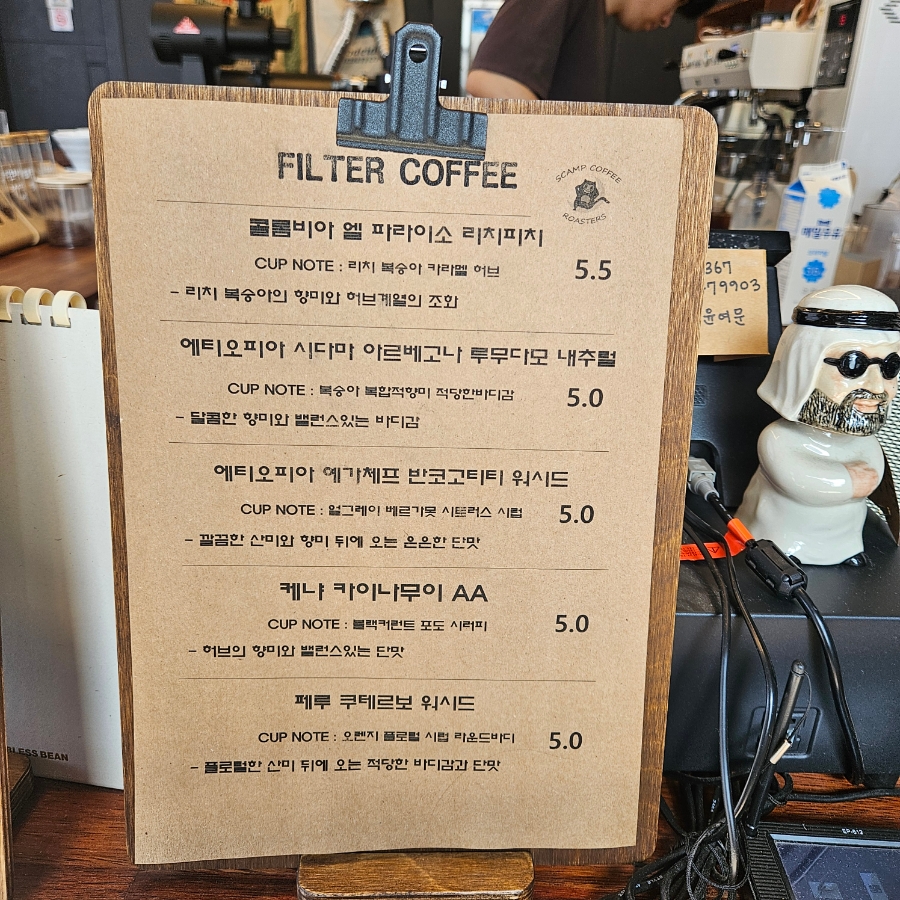 FILTER COFFEE
SCAMP COFFEE
ROASTERS
콜롬비아 엘 파라이소 리치피치
CUP NOTE : 리치 복숭아 카라멜 허브
5.5
- 리치 복숭아의 향미와 허브계열의 조화
에티오피아 시다마 아르베고나 투무다모 내추럴
CUP NOTE : 복숭아 복합적향미 적당한바디감
5.0
- 달콤한 향미와 밸런스있는 바디감
에티오피아 예가체프 반코고티티 워시드
CUP NOTE : 얼그레이 베르가못 시트러스 시럽
5.0
- 깔끔한 산미와 향미 뒤에 오는 은은한 단맛
케냐 카이나무이 AA
CUP NOTE : 블랙커런트 포도 시러피
5.0
- 허브의 향미와 밸런스있는 단맛
페루 쿠테르보 워시드
CUP NOTE : 오렌지 플로럴 시럽 라운드바디
5.0
- 플로럴한 산미 뒤에 오는 적당한 바디감과 단맛
367
79903
윤여문
매일우유
BLESS BEAN